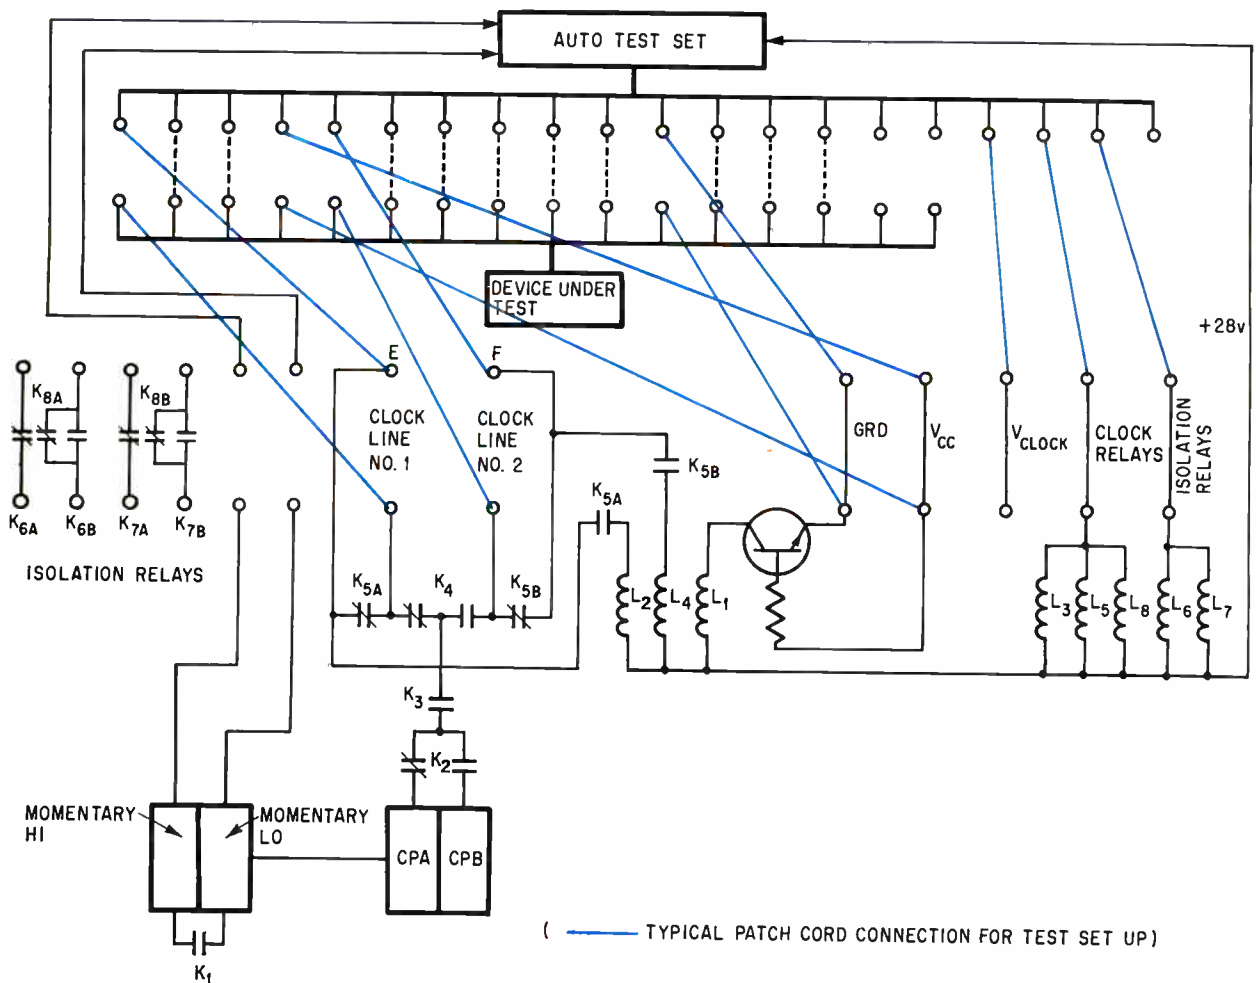 AUTO TEST SET
DEVICE UNDER
TEST
+28v
E
F
K8A
K8B
CLOCK
LINE
NO. 1
CLOCK
LINE
NO. 2
GRD
VCC
VCLOCK
CLOCK
RELAYS
ISOLATION
RELAYS
K5B
K5A
K6A
K6B
K7A
K7B
ISOLATION RELAYS
K5A
K4
K5B
L2
L4
L1
L3
L5
L8
L6
L7
K3
K2
MOMENTARY
HI
MOMENTARY
LO
CPA
CPB
K1
( TYPICAL PATCH CORD CONNECTION FOR TEST SET UP)